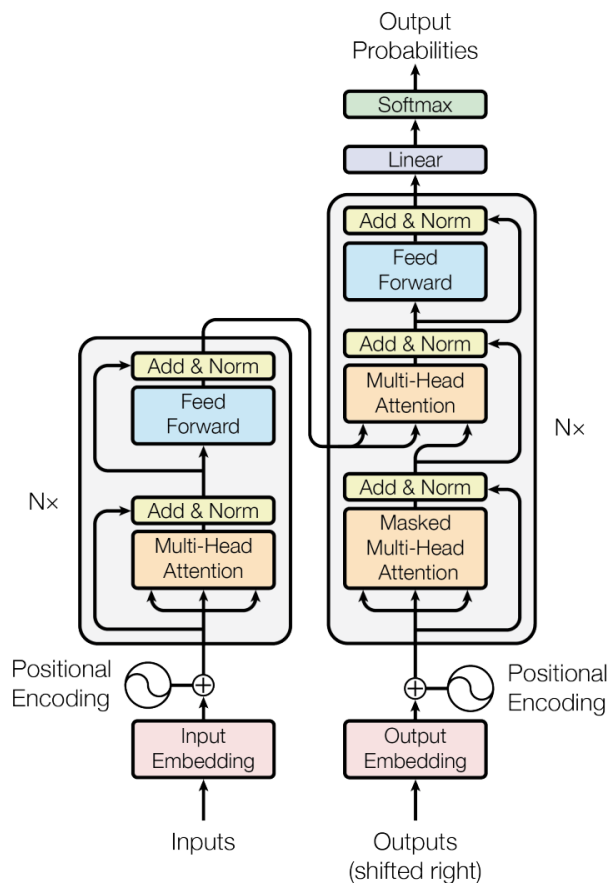 Output
Probabilities
Softmax
Linear
Add & Norm
Feed
Forward
Add & Norm
Multi-Head
Attention
Add & Norm
Masked
Multi-Head
Attention
N×
Add & Norm
Feed
Forward
Add & Norm
Multi-Head
Attention
N×
Positional
Encoding
Positional
Encoding
Input
Embedding
Output
Embedding
Inputs
Outputs
(shifted right)